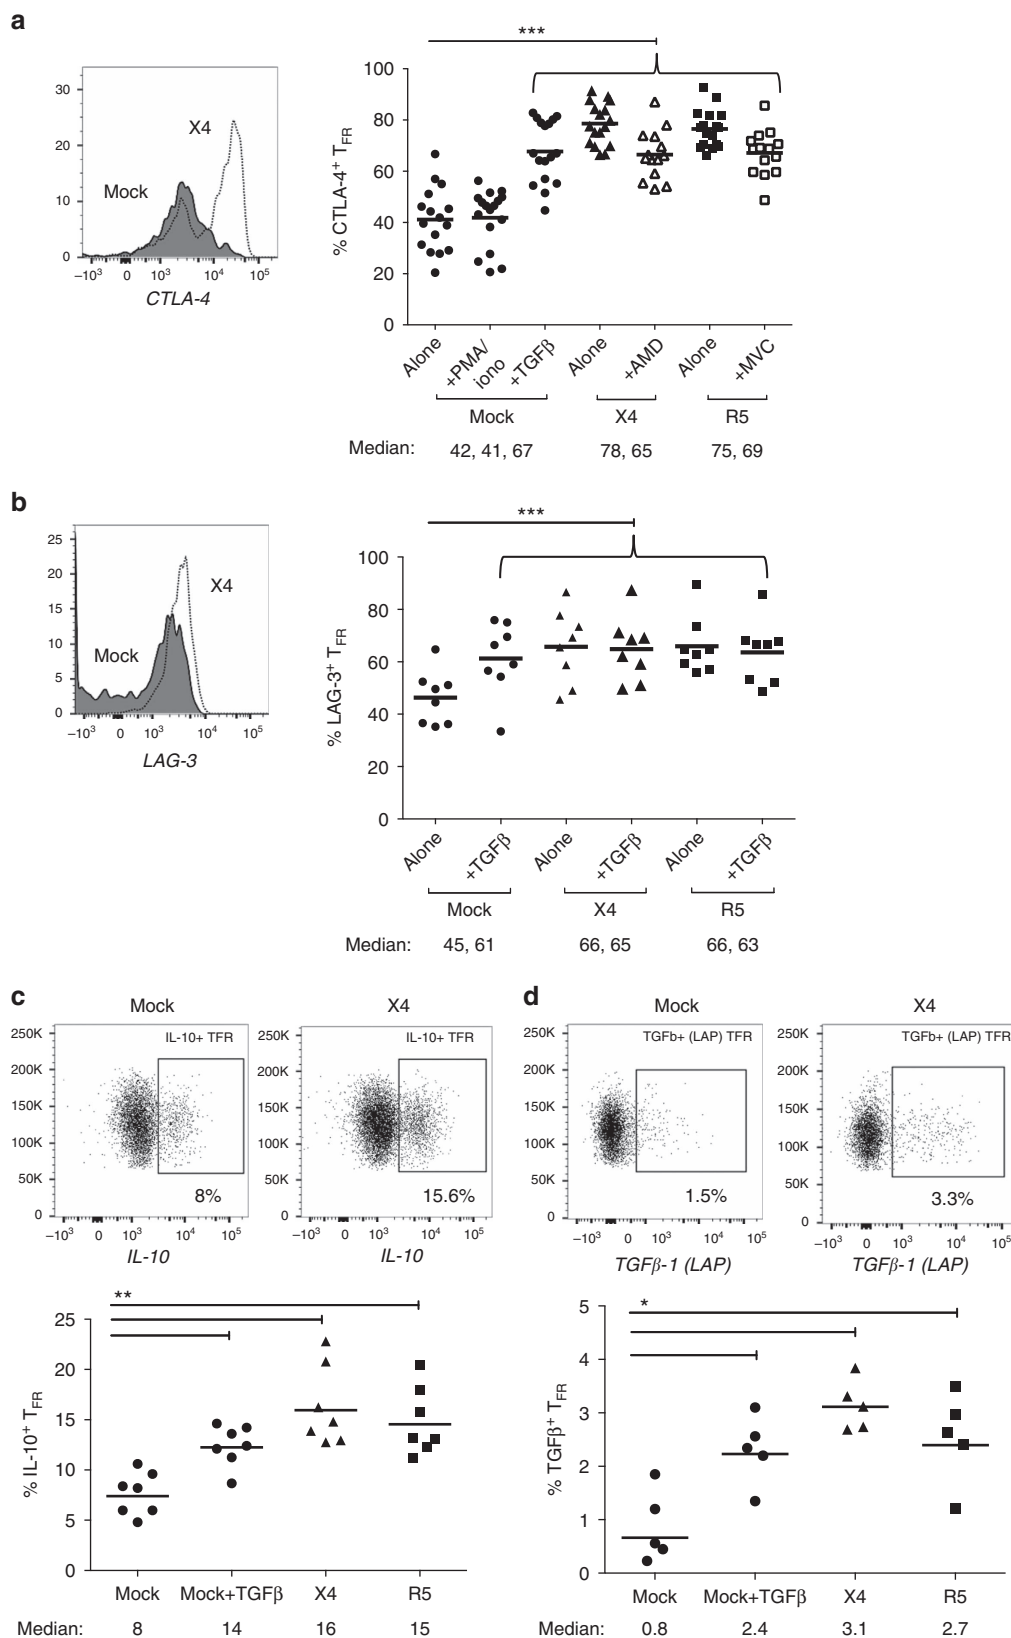 a
30
20
10
0
X4
Mock
–10³ 0 10³ 10⁴ 10⁵
CTLA-4
***
% CTLA-4⁺ T_FR
100
80
60
40
20
0
Alone
+PMA/
iono
+TGFβ
Alone
+AMD
Alone
+MVC
Mock X4 R5
Median: 42, 41, 67 78, 65 75, 69
b
25
20
15
10
5
0
X4
Mock
–10³ 0 10³ 10⁴ 10⁵
LAG-3
***
% LAG-3⁺ T_FR
100
80
60
40
20
0
Alone
+TGFβ
Alone
+TGFβ
Alone
+TGFβ
Mock X4 R5
Median: 45, 61 66, 65 66, 63
c
Mock
250K
200K
150K
100K
50K
0
IL-10+ TFR
8%
–10³ 0 10³ 10⁴ 10⁵
IL-10
X4
250K
200K
150K
100K
50K
0
IL-10+ TFR
15.6%
–10³ 0 10³ 10⁴ 10⁵
IL-10
**
% IL-10⁺ T_FR
25
20
15
10
5
0
Mock Mock+TGFβ X4 R5
Median: 8 14 16 15
d
Mock
250K
200K
150K
100K
50K
0
TGFb+ (LAP) TFR
1.5%
–10³ 0 10³ 10⁴ 10⁵
TGFβ-1 (LAP)
X4
250K
200K
150K
100K
50K
0
TGFb+ (LAP) TFR
3.3%
–10³ 0 10³ 10⁴ 10⁵
TGFβ-1 (LAP)
*
% TGFβ⁺ T_FR
5
4
3
2
1
0
Mock Mock+TGFβ X4 R5
Median: 0.8 2.4 3.1 2.7